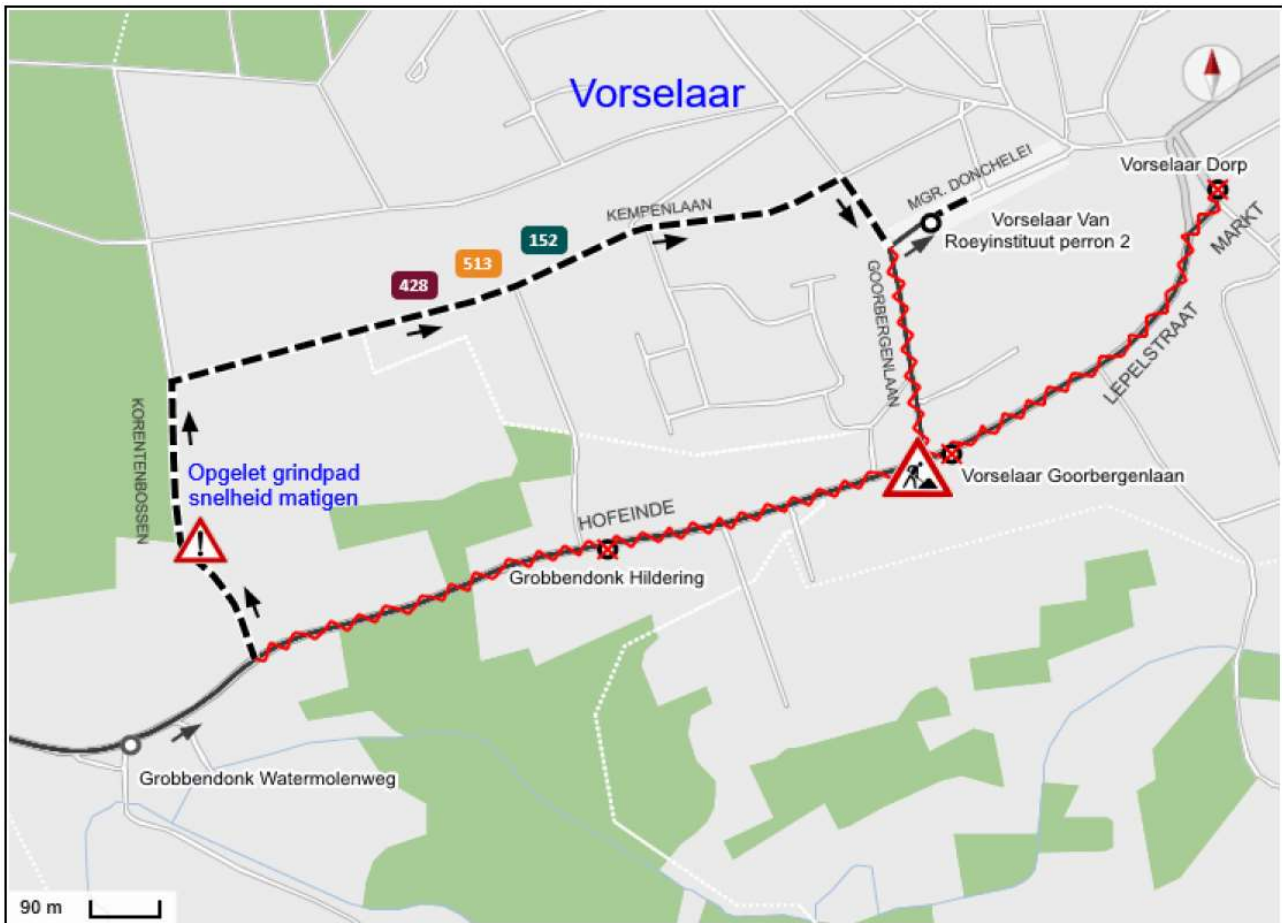 Vorselaar
Vorselaar Dorp
MARKT
MGR. DONCHELEI
Vorselaar Van
Roeyinstituut perron 2
KEMPENLAAN
152
513
428
GOORBERGENLAAN
LEPELSTRAAT
KORENTENBOSSEN
Opgelet grindpad
snelheid matigen
Vorselaar Goorbergenlaan
HOFEINDE
Grobbendonk Hildering
Grobbendonk Watermolenweg
90 m